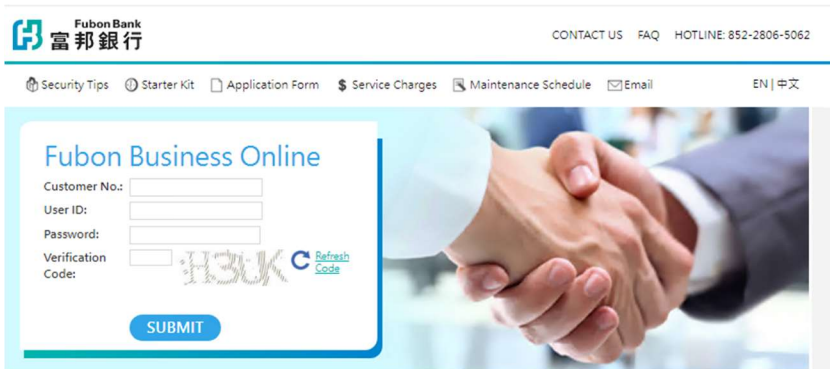 Fubon Bank
富邦銀行
CONTACT US FAQ HOTLINE: 852-2806-5062
Security Tips Starter Kit Application Form $ Service Charges Maintenance Schedule Email EN | 中文
Fubon Business Online
Customer No.:
User ID:
Password:
Verification Code:
H3UK
Refresh Code
SUBMIT